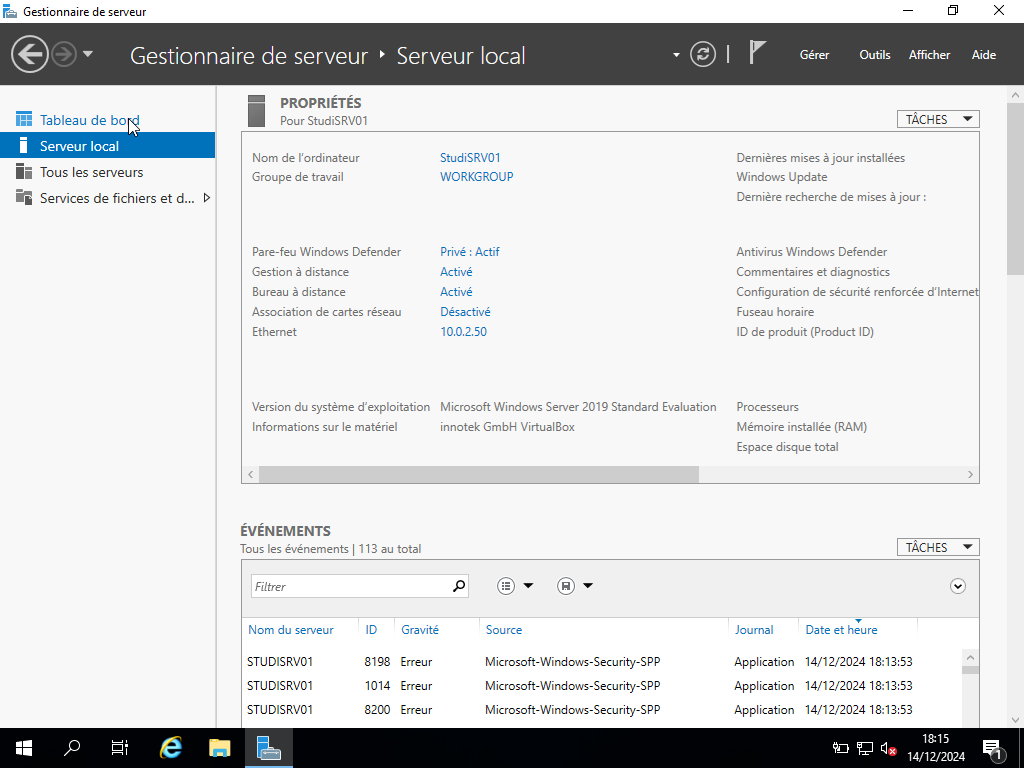 Gestionnaire de serveur
Gestionnaire de serveur ‣ Serveur local
Gérer
Outils
Afficher
Aide
Tableau de bord
Serveur local
Tous les serveurs
Services de fichiers et d...
PROPRIÉTÉS
Pour StudiSRV01
TÂCHES
Nom de l'ordinateur StudiSRV01 Dernières mises à jour installées
Groupe de travail WORKGROUP Windows Update
Dernière recherche de mises à jour :
Pare-feu Windows Defender Privé : Actif Antivirus Windows Defender
Gestion à distance Activé Commentaires et diagnostics
Bureau à distance Activé Configuration de sécurité renforcée d'Internet
Association de cartes réseau Désactivé Fuseau horaire
Ethernet 10.0.2.50 ID de produit (Product ID)
Version du système d'exploitation Microsoft Windows Server 2019 Standard Evaluation Processeurs
Informations sur le matériel innotek GmbH VirtualBox Mémoire installée (RAM)
Espace disque total
ÉVÉNEMENTS
Tous les événements | 113 au total
TÂCHES
Filtrer
Nom du serveur ID Gravité Source Journal Date et heure
STUDISRV01 8198 Erreur Microsoft-Windows-Security-SPP Application 14/12/2024 18:13:53
STUDISRV01 1014 Erreur Microsoft-Windows-Security-SPP Application 14/12/2024 18:13:53
STUDISRV01 8200 Erreur Microsoft-Windows-Security-SPP Application 14/12/2024 18:13:53
18:15
14/12/2024
1